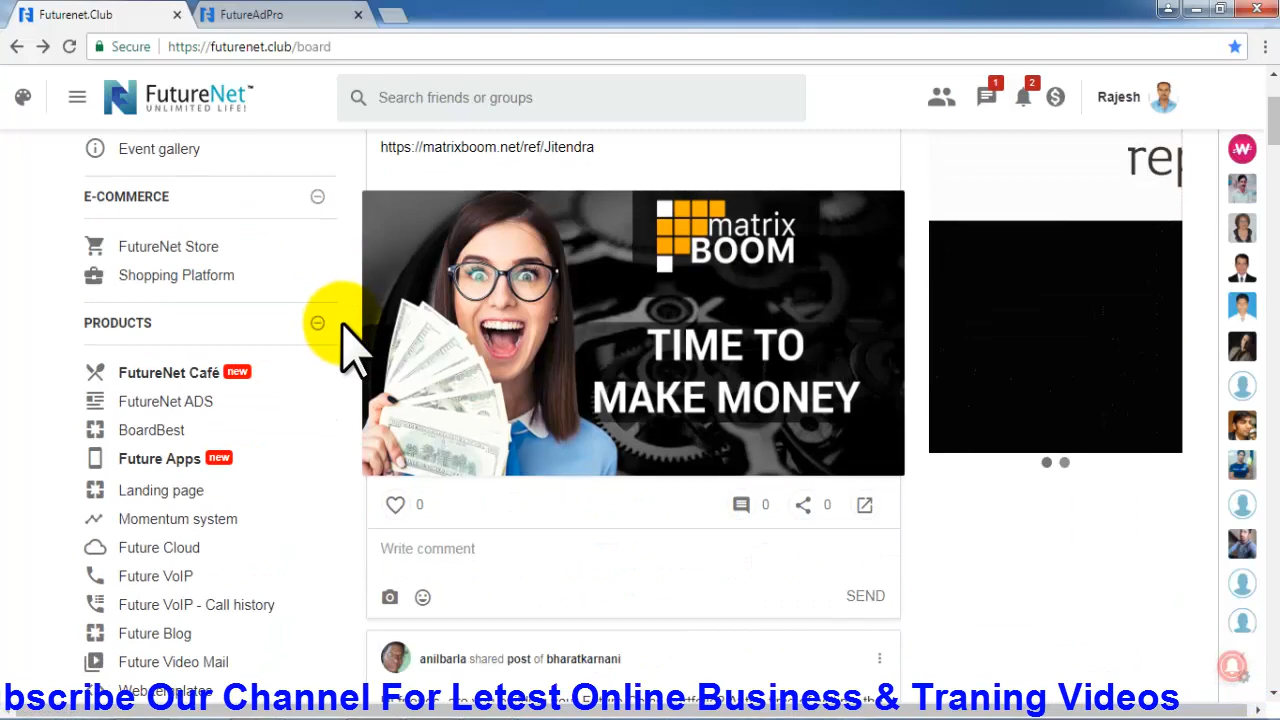 Futurenet.Club
FutureAdPro
Secure
https://futurenet.club/board
FutureNet™
UNLIMITED LIFE!
Search friends or groups
1
2
Rajesh
Event gallery
E-COMMERCE
FutureNet Store
Shopping Platform
PRODUCTS
FutureNet Café new
FutureNet ADS
BoardBest
Future Apps new
Landing page
Momentum system
Future Cloud
Future VoIP
Future VoIP - Call history
Future Blog
Future Video Mail
Web templates
https://matrixboom.net/ref/Jitendra
matrix
BOOM
TIME TO
MAKE MONEY
0
0
0
Write comment
SEND
anilbarla shared post of bharatkarnani
rep
bscribe Our Channel For Letest Online Business & Traning Videos